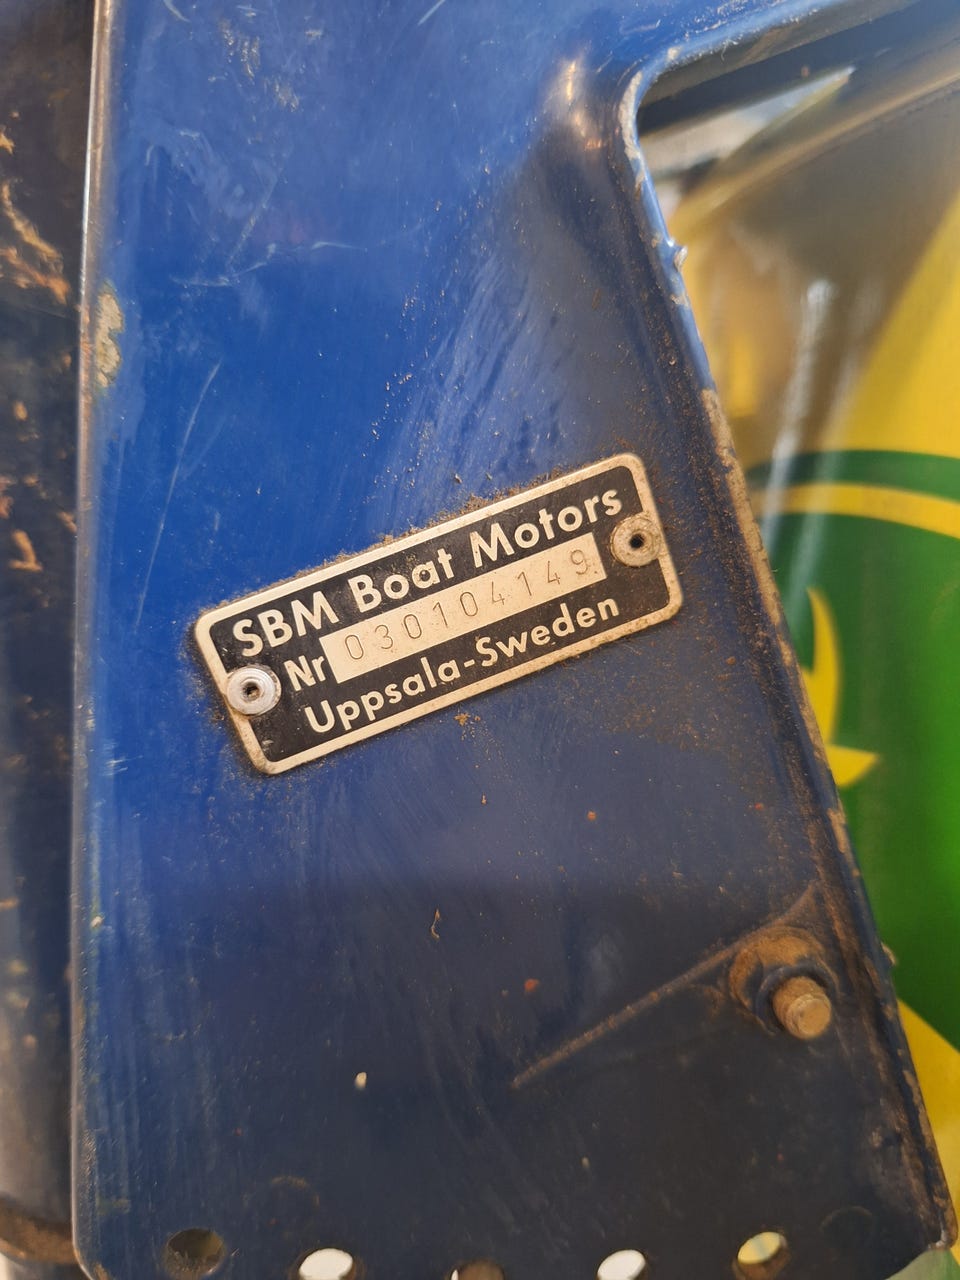 SBM Boat Motors
Nr 030104149
Uppsala-Sweden